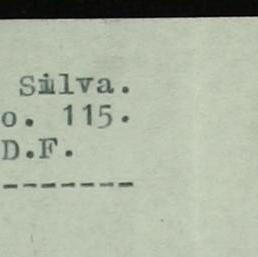 Silva.
o. 115.
D.F.
-------